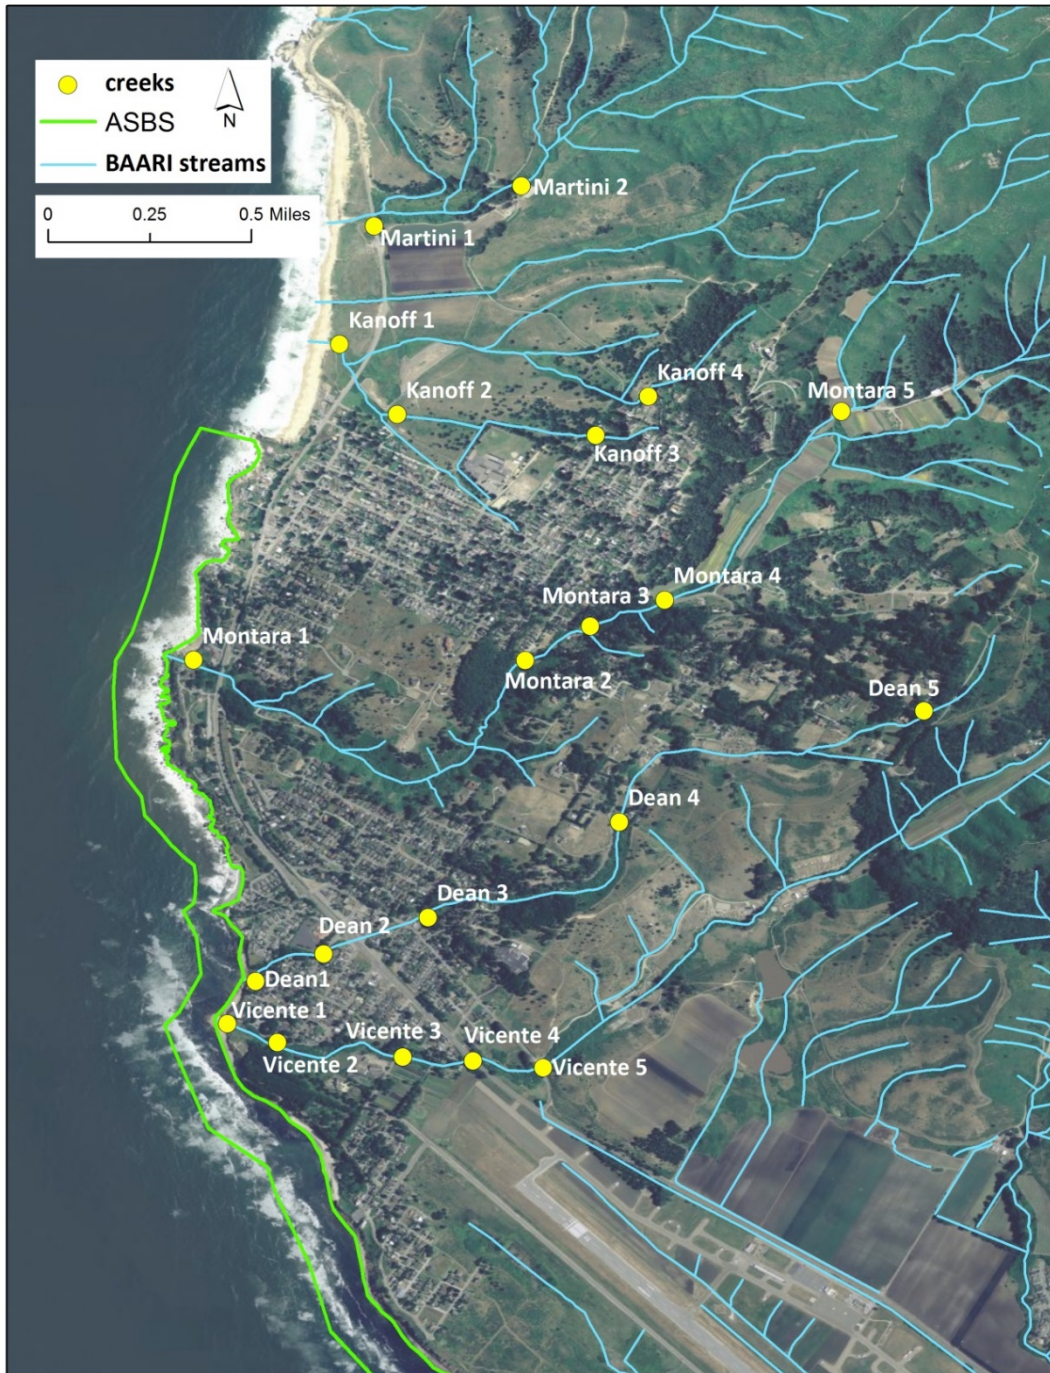 creeks
ASBS
BAARI streams
N
0 0.25 0.5 Miles
Martini 2
Martini 1
Kanoff 1
Kanoff 2
Kanoff 4
Montara 5
Kanoff 3
Montara 4
Montara 3
Montara 1
Montara 2
Dean 5
Dean 4
Dean 3
Dean 2
Dean1
Vicente 1
Vicente 3
Vicente 4
Vicente 2
Vicente 5